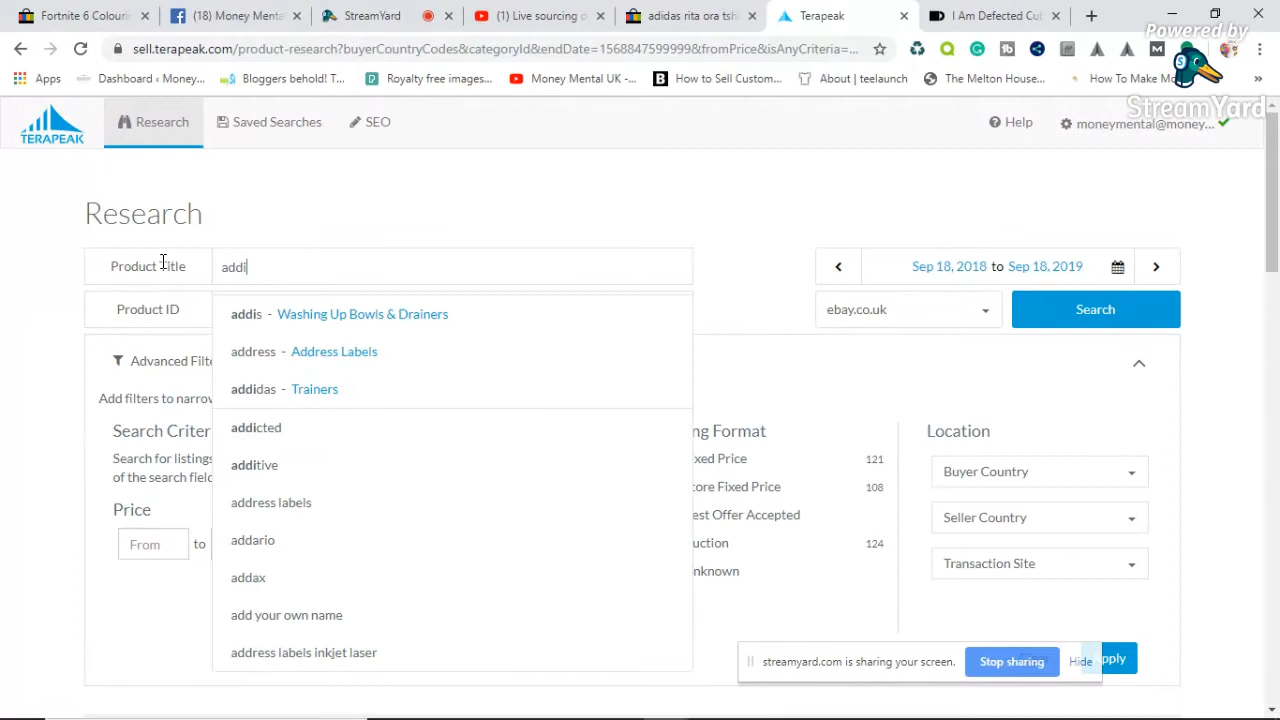 Fortnite 6 Colourin
(18) Money Menta
StreamYard
(1) Live sourcing c
adidas rita ora tshi
Terapeak
I Am Defected Cub
sell.terapeak.com/product-research?buyerCountryCodes&categoryId&endDate=1568847599999&fromPrice&isAnyCriteria=...
Powered by
StreamYard
Apps
Dashboard ‹ Money...
Bloggers behold! T...
Royalty free images...
Money Mental UK -...
How to Sell Custom...
About | teelaunch
The Melton House...
How To Make Mo
»
TERAPEAK
Research
Saved Searches
SEO
Help
moneymental@money...
Research
Product Title
addi
Sep 18, 2018 to Sep 18, 2019
Product ID
ebay.co.uk
Search
addis - Washing Up Bowls & Drainers
address - Address Labels
addidas - Trainers
addicted
additive
address labels
addario
addax
add your own name
address labels inkjet laser
Advanced Filte
Add filters to narrow
Search Criter
Search for listings
of the search field
Price
From
to
ng Format
xed Price 121
ore Fixed Price 108
est Offer Accepted
uction 124
nknown
Location
Buyer Country
Seller Country
Transaction Site
streamyard.com is sharing your screen.
Stop sharing
Hide
pply